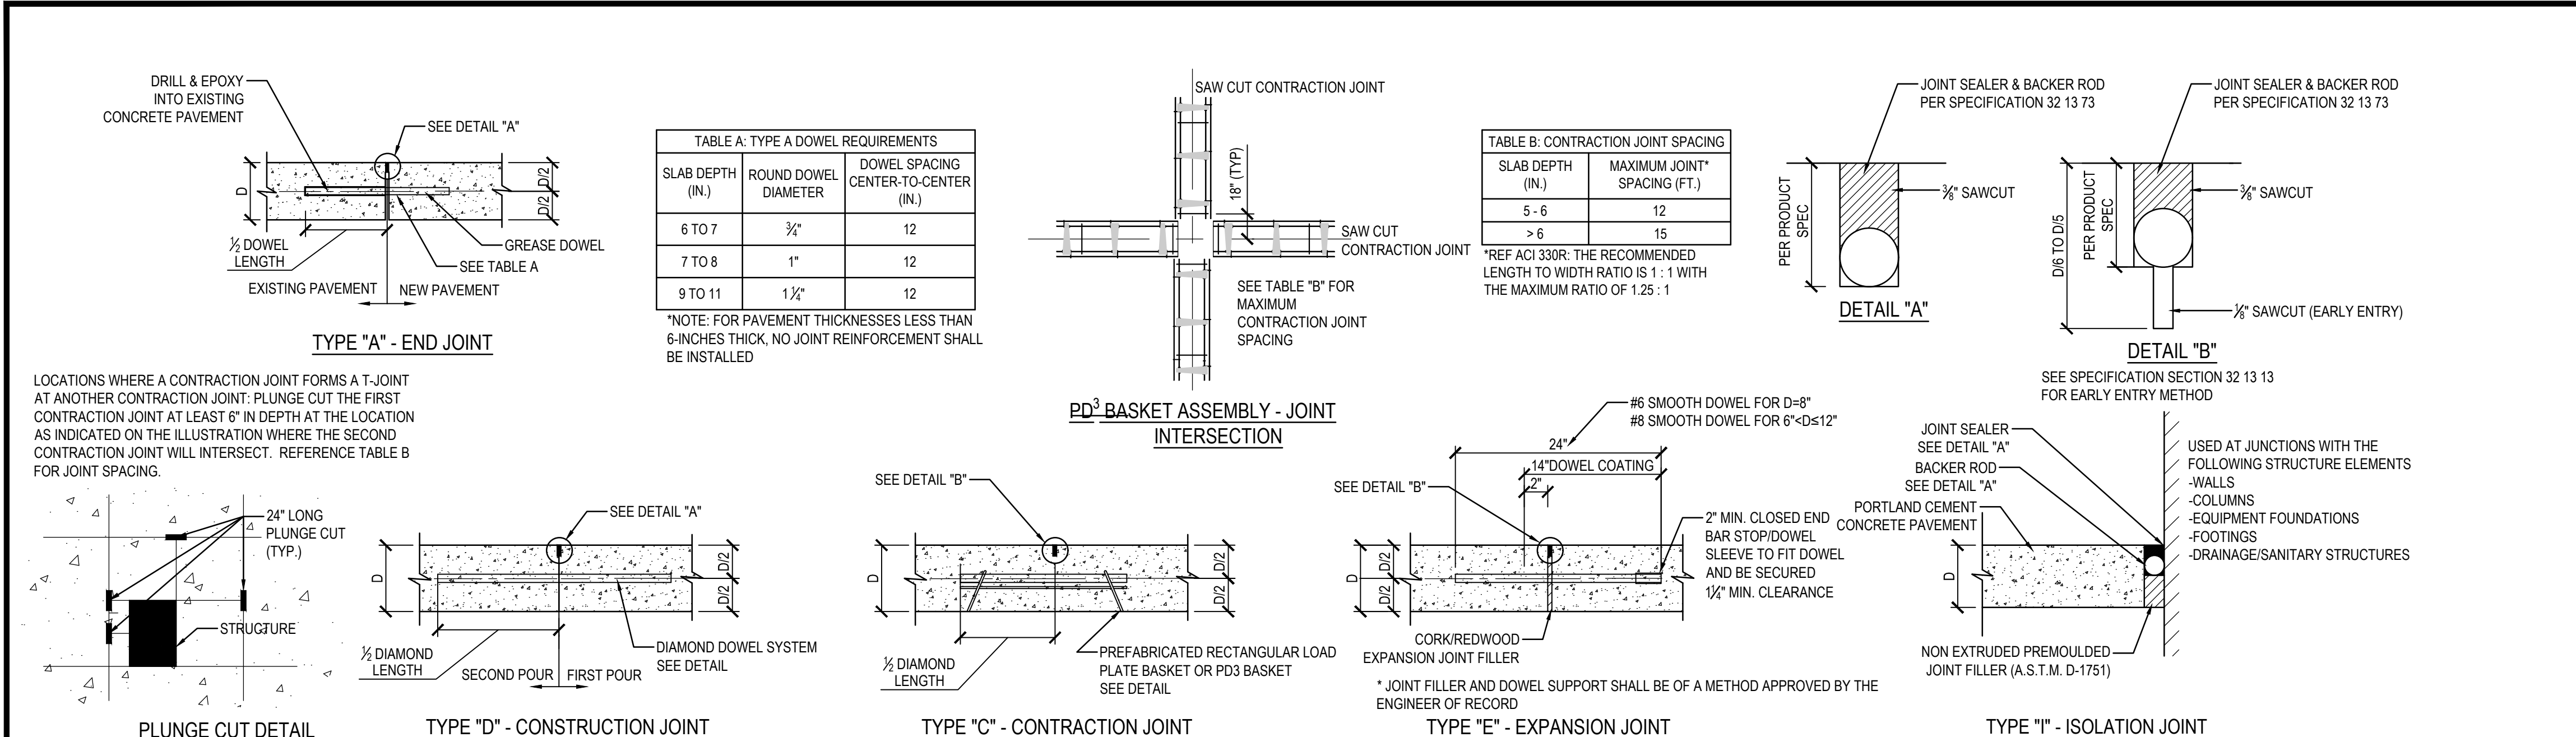 DRILL & EPOXY
INTO EXISTING
CONCRETE PAVEMENT
SEE DETAIL "A"
D
D/2
D/2
½ DOWEL
LENGTH
GREASE DOWEL
SEE TABLE A
EXISTING PAVEMENT
NEW PAVEMENT
TYPE "A" - END JOINT
TABLE A: TYPE A DOWEL REQUIREMENTS
SLAB DEPTH
(IN.)
ROUND DOWEL
DIAMETER
DOWEL SPACING
CENTER-TO-CENTER
(IN.)
6 TO 7
¾"
12
7 TO 8
1"
12
9 TO 11
1 ¼"
12
*NOTE: FOR PAVEMENT THICKNESSES LESS THAN
6-INCHES THICK, NO JOINT REINFORCEMENT SHALL
BE INSTALLED
SAW CUT CONTRACTION JOINT
18" (TYP)
SAW CUT
CONTRACTION JOINT
SEE TABLE "B" FOR
MAXIMUM
CONTRACTION JOINT
SPACING
PD³ BASKET ASSEMBLY - JOINT
INTERSECTION
TABLE B: CONTRACTION JOINT SPACING
SLAB DEPTH
(IN.)
MAXIMUM JOINT*
SPACING (FT.)
5 - 6
12
> 6
15
*REF ACI 330R: THE RECOMMENDED
LENGTH TO WIDTH RATIO IS 1 : 1 WITH
THE MAXIMUM RATIO OF 1.25 : 1
JOINT SEALER & BACKER ROD
PER SPECIFICATION 32 13 73
PER PRODUCT
SPEC
⅜" SAWCUT
DETAIL "A"
JOINT SEALER & BACKER ROD
PER SPECIFICATION 32 13 73
D/6 TO D/5
PER PRODUCT
SPEC
⅜" SAWCUT
⅛" SAWCUT (EARLY ENTRY)
DETAIL "B"
SEE SPECIFICATION SECTION 32 13 13
FOR EARLY ENTRY METHOD
LOCATIONS WHERE A CONTRACTION JOINT FORMS A T-JOINT
AT ANOTHER CONTRACTION JOINT: PLUNGE CUT THE FIRST
CONTRACTION JOINT AT LEAST 6" IN DEPTH AT THE LOCATION
AS INDICATED ON THE ILLUSTRATION WHERE THE SECOND
CONTRACTION JOINT WILL INTERSECT. REFERENCE TABLE B
FOR JOINT SPACING.
24" LONG
PLUNGE CUT
(TYP.)
STRUCTURE
PLUNGE CUT DETAIL
SEE DETAIL "A"
D
D/2
D/2
½ DIAMOND
LENGTH
SECOND POUR
FIRST POUR
DIAMOND DOWEL SYSTEM
SEE DETAIL
TYPE "D" - CONSTRUCTION JOINT
SEE DETAIL "B"
D
D/2
D/2
½ DIAMOND
LENGTH
PREFABRICATED RECTANGULAR LOAD
PLATE BASKET OR PD3 BASKET
SEE DETAIL
TYPE "C" - CONTRACTION JOINT
#6 SMOOTH DOWEL FOR D=8"
#8 SMOOTH DOWEL FOR 6"<D≤12"
24"
14"DOWEL COATING
2"
SEE DETAIL "B"
D
D/2
D/2
2" MIN. CLOSED END
BAR STOP/DOWEL
SLEEVE TO FIT DOWEL
AND BE SECURED
1¼" MIN. CLEARANCE
CORK/REDWOOD
EXPANSION JOINT FILLER
* JOINT FILLER AND DOWEL SUPPORT SHALL BE OF A METHOD APPROVED BY THE
ENGINEER OF RECORD
TYPE "E" - EXPANSION JOINT
JOINT SEALER
SEE DETAIL "A"
BACKER ROD
SEE DETAIL "A"
PORTLAND CEMENT
CONCRETE PAVEMENT
D
NON EXTRUDED PREMOULDED
JOINT FILLER (A.S.T.M. D-1751)
USED AT JUNCTIONS WITH THE
FOLLOWING STRUCTURE ELEMENTS
-WALLS
-COLUMNS
-EQUIPMENT FOUNDATIONS
-FOOTINGS
-DRAINAGE/SANITARY STRUCTURES
TYPE "I" - ISOLATION JOINT